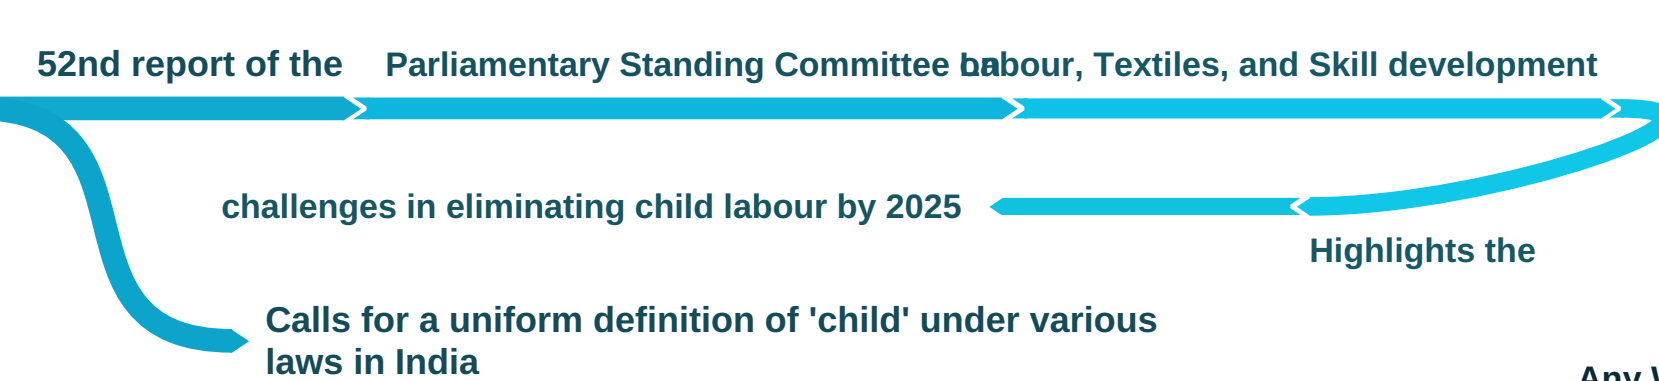 52nd report of the
Parliamentary Standing Committee on
Labour, Textiles, and Skill development
Highlights the
challenges in eliminating child labour by 2025
Calls for a uniform definition of 'child' under various
laws in India
Any